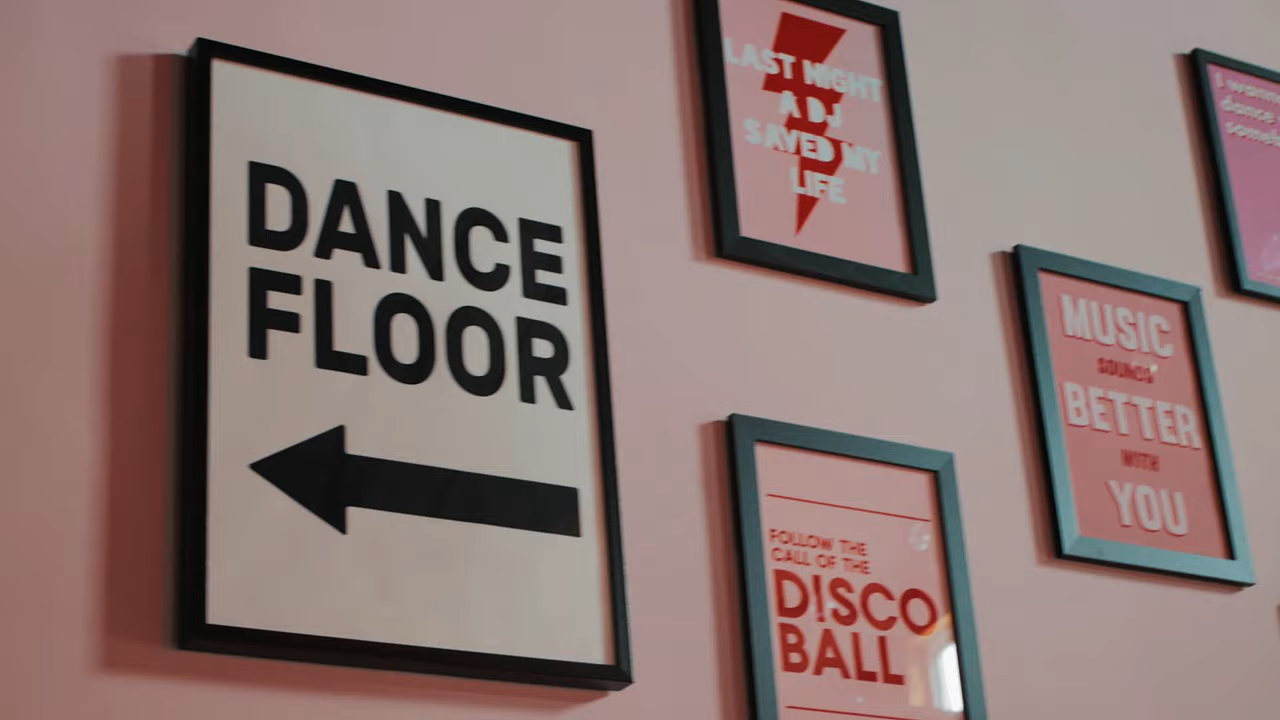 DANCE
FLOOR
LAST NIGHT
A DJ
SAVED MY
LIFE
FOLLOW THE
CALL OF THE
DISCO
BALL
MUSIC
SOUNDS
BETTER
WITH
YOU
I
dance